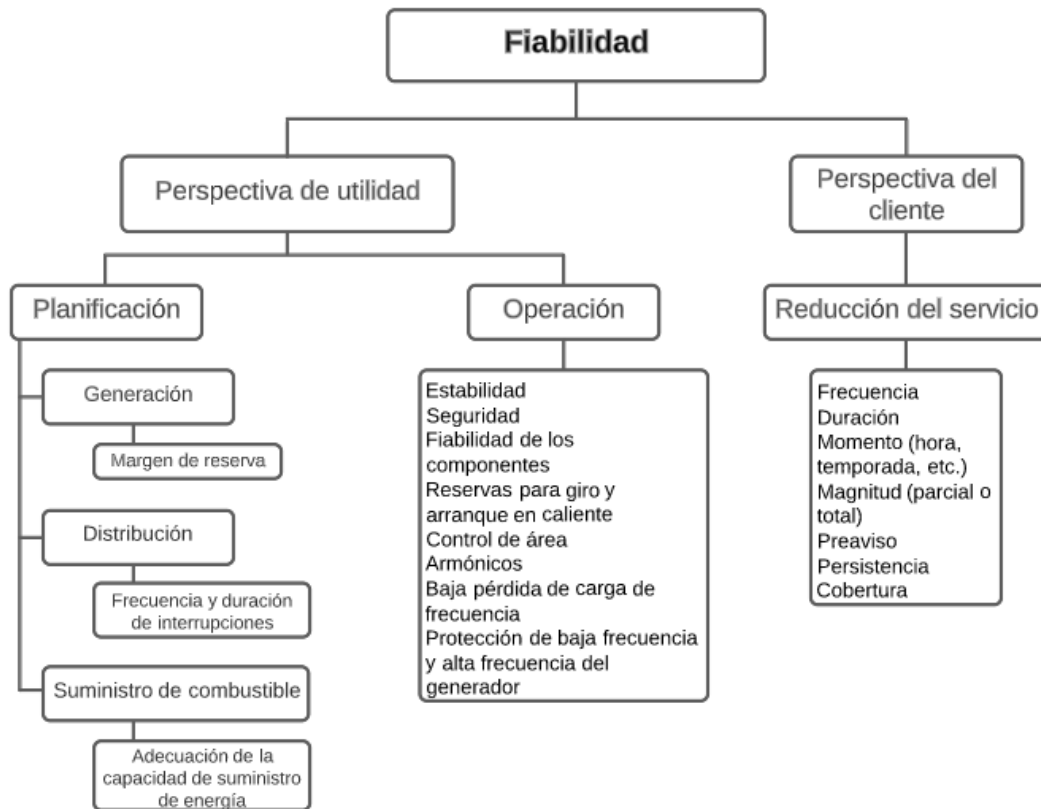 Fiabilidad
Perspectiva de utilidad
Perspectiva del
cliente
Planificación
Operación
Reducción del servicio
Generación
Margen de reserva
Distribución
Frecuencia y duración
de interrupciones
Suministro de combustible
Adecuación de la
capacidad de suministro
de energía
Estabilidad
Seguridad
Fiabilidad de los
componentes
Reservas para giro y
arranque en caliente
Control de área
Armónicos
Baja pérdida de carga de
frecuencia
Protección de baja frecuencia
y alta frecuencia del
generador
Frecuencia
Duración
Momento (hora,
temporada, etc.)
Magnitud (parcial o
total)
Preaviso
Persistencia
Cobertura